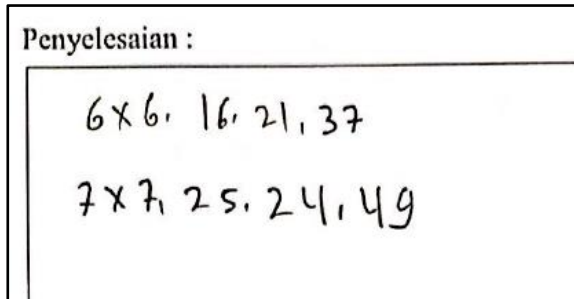 Penyelesaian :
6x6, 16, 21, 37
7x7, 25, 24, 49